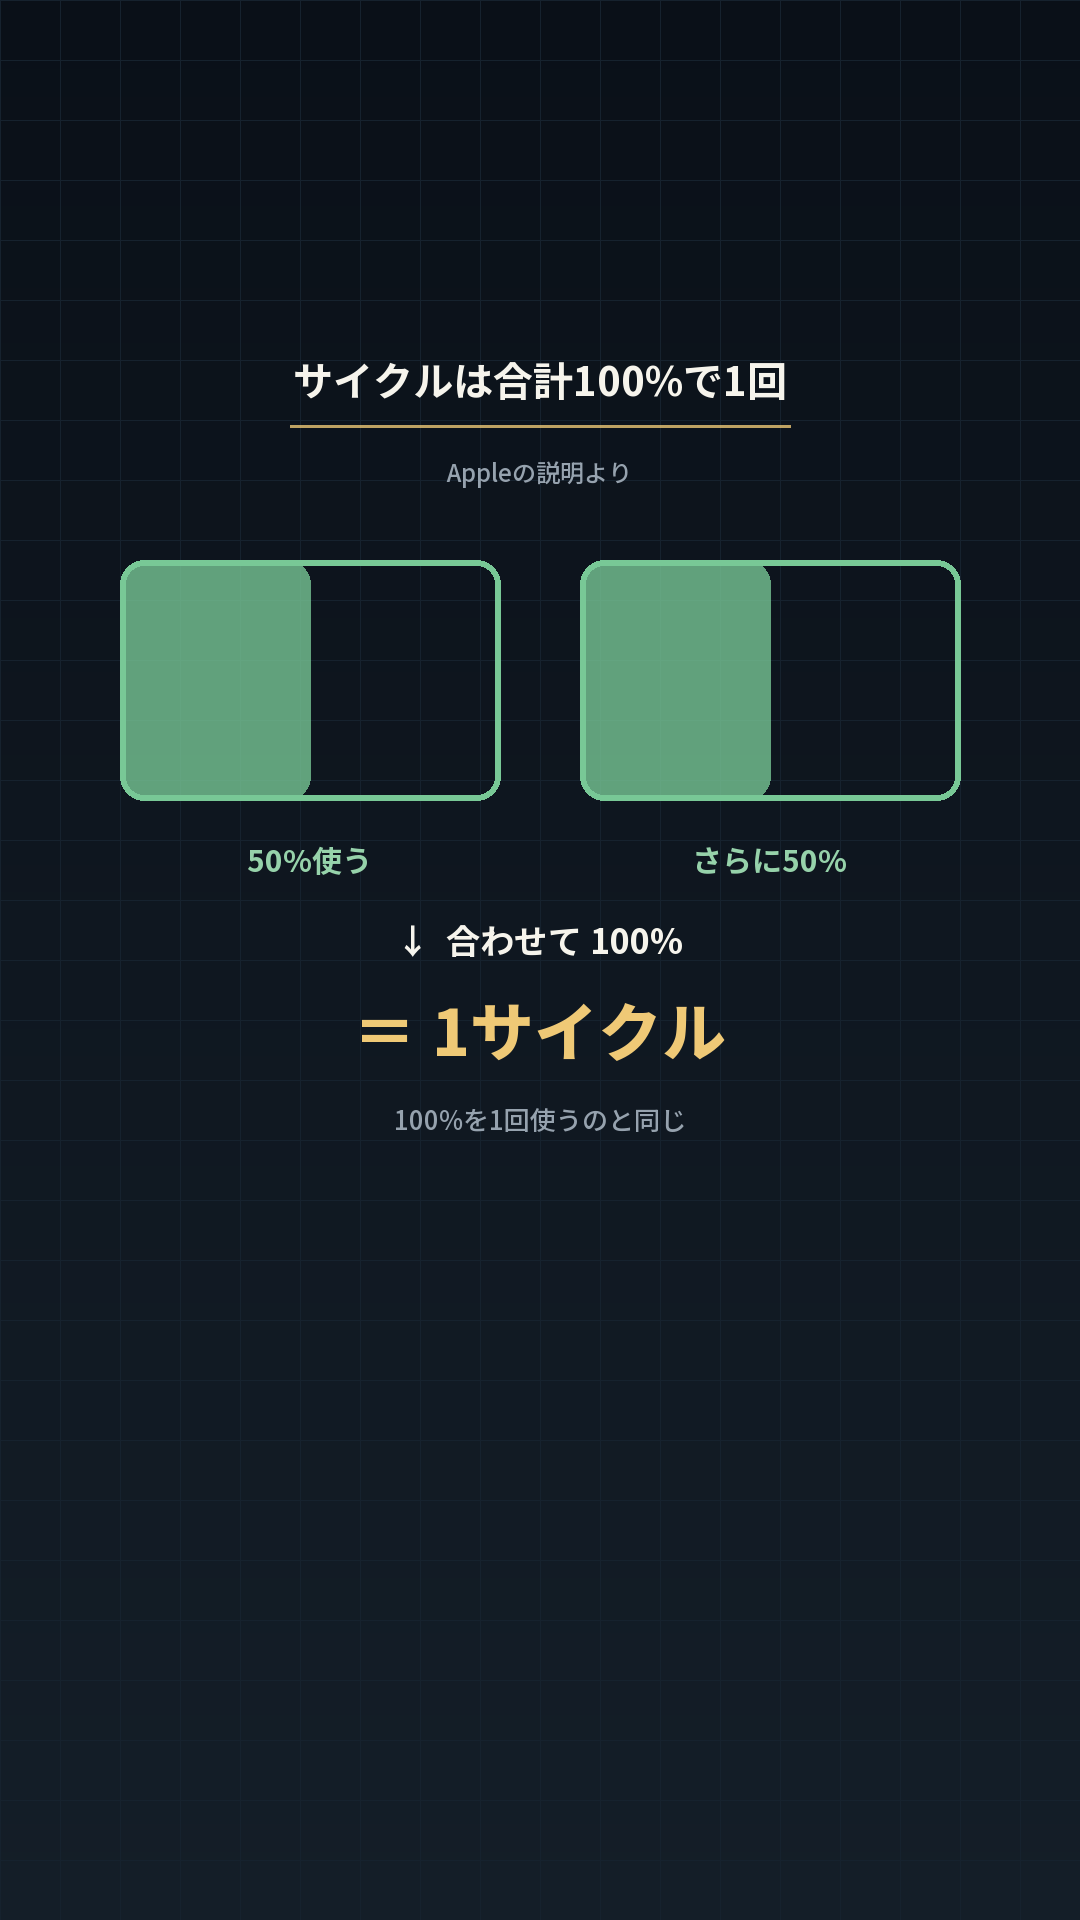 サイクルは合計100%で1回
Appleの説明より
50%使う
さらに50%
↓ 合わせて 100%
＝ 1サイクル
100%を1回使うのと同じ